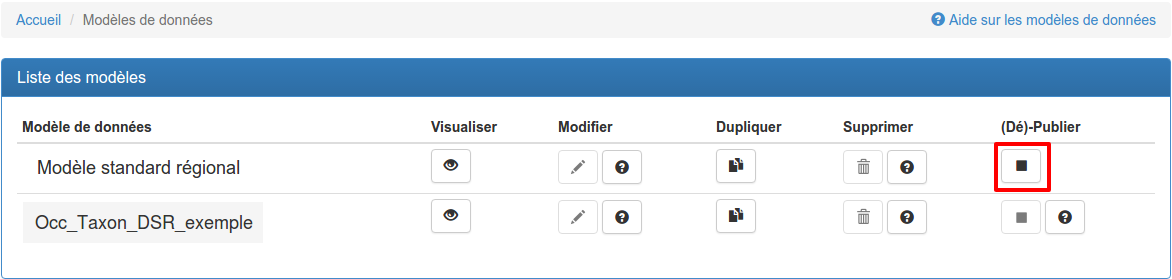 Accueil / Modèles de données
Aide sur les modèles de données
Liste des modèles
Modèle de données Visualiser Modifier Dupliquer Supprimer (Dé)-Publier
Modèle standard régional
Occ_Taxon_DSR_exemple